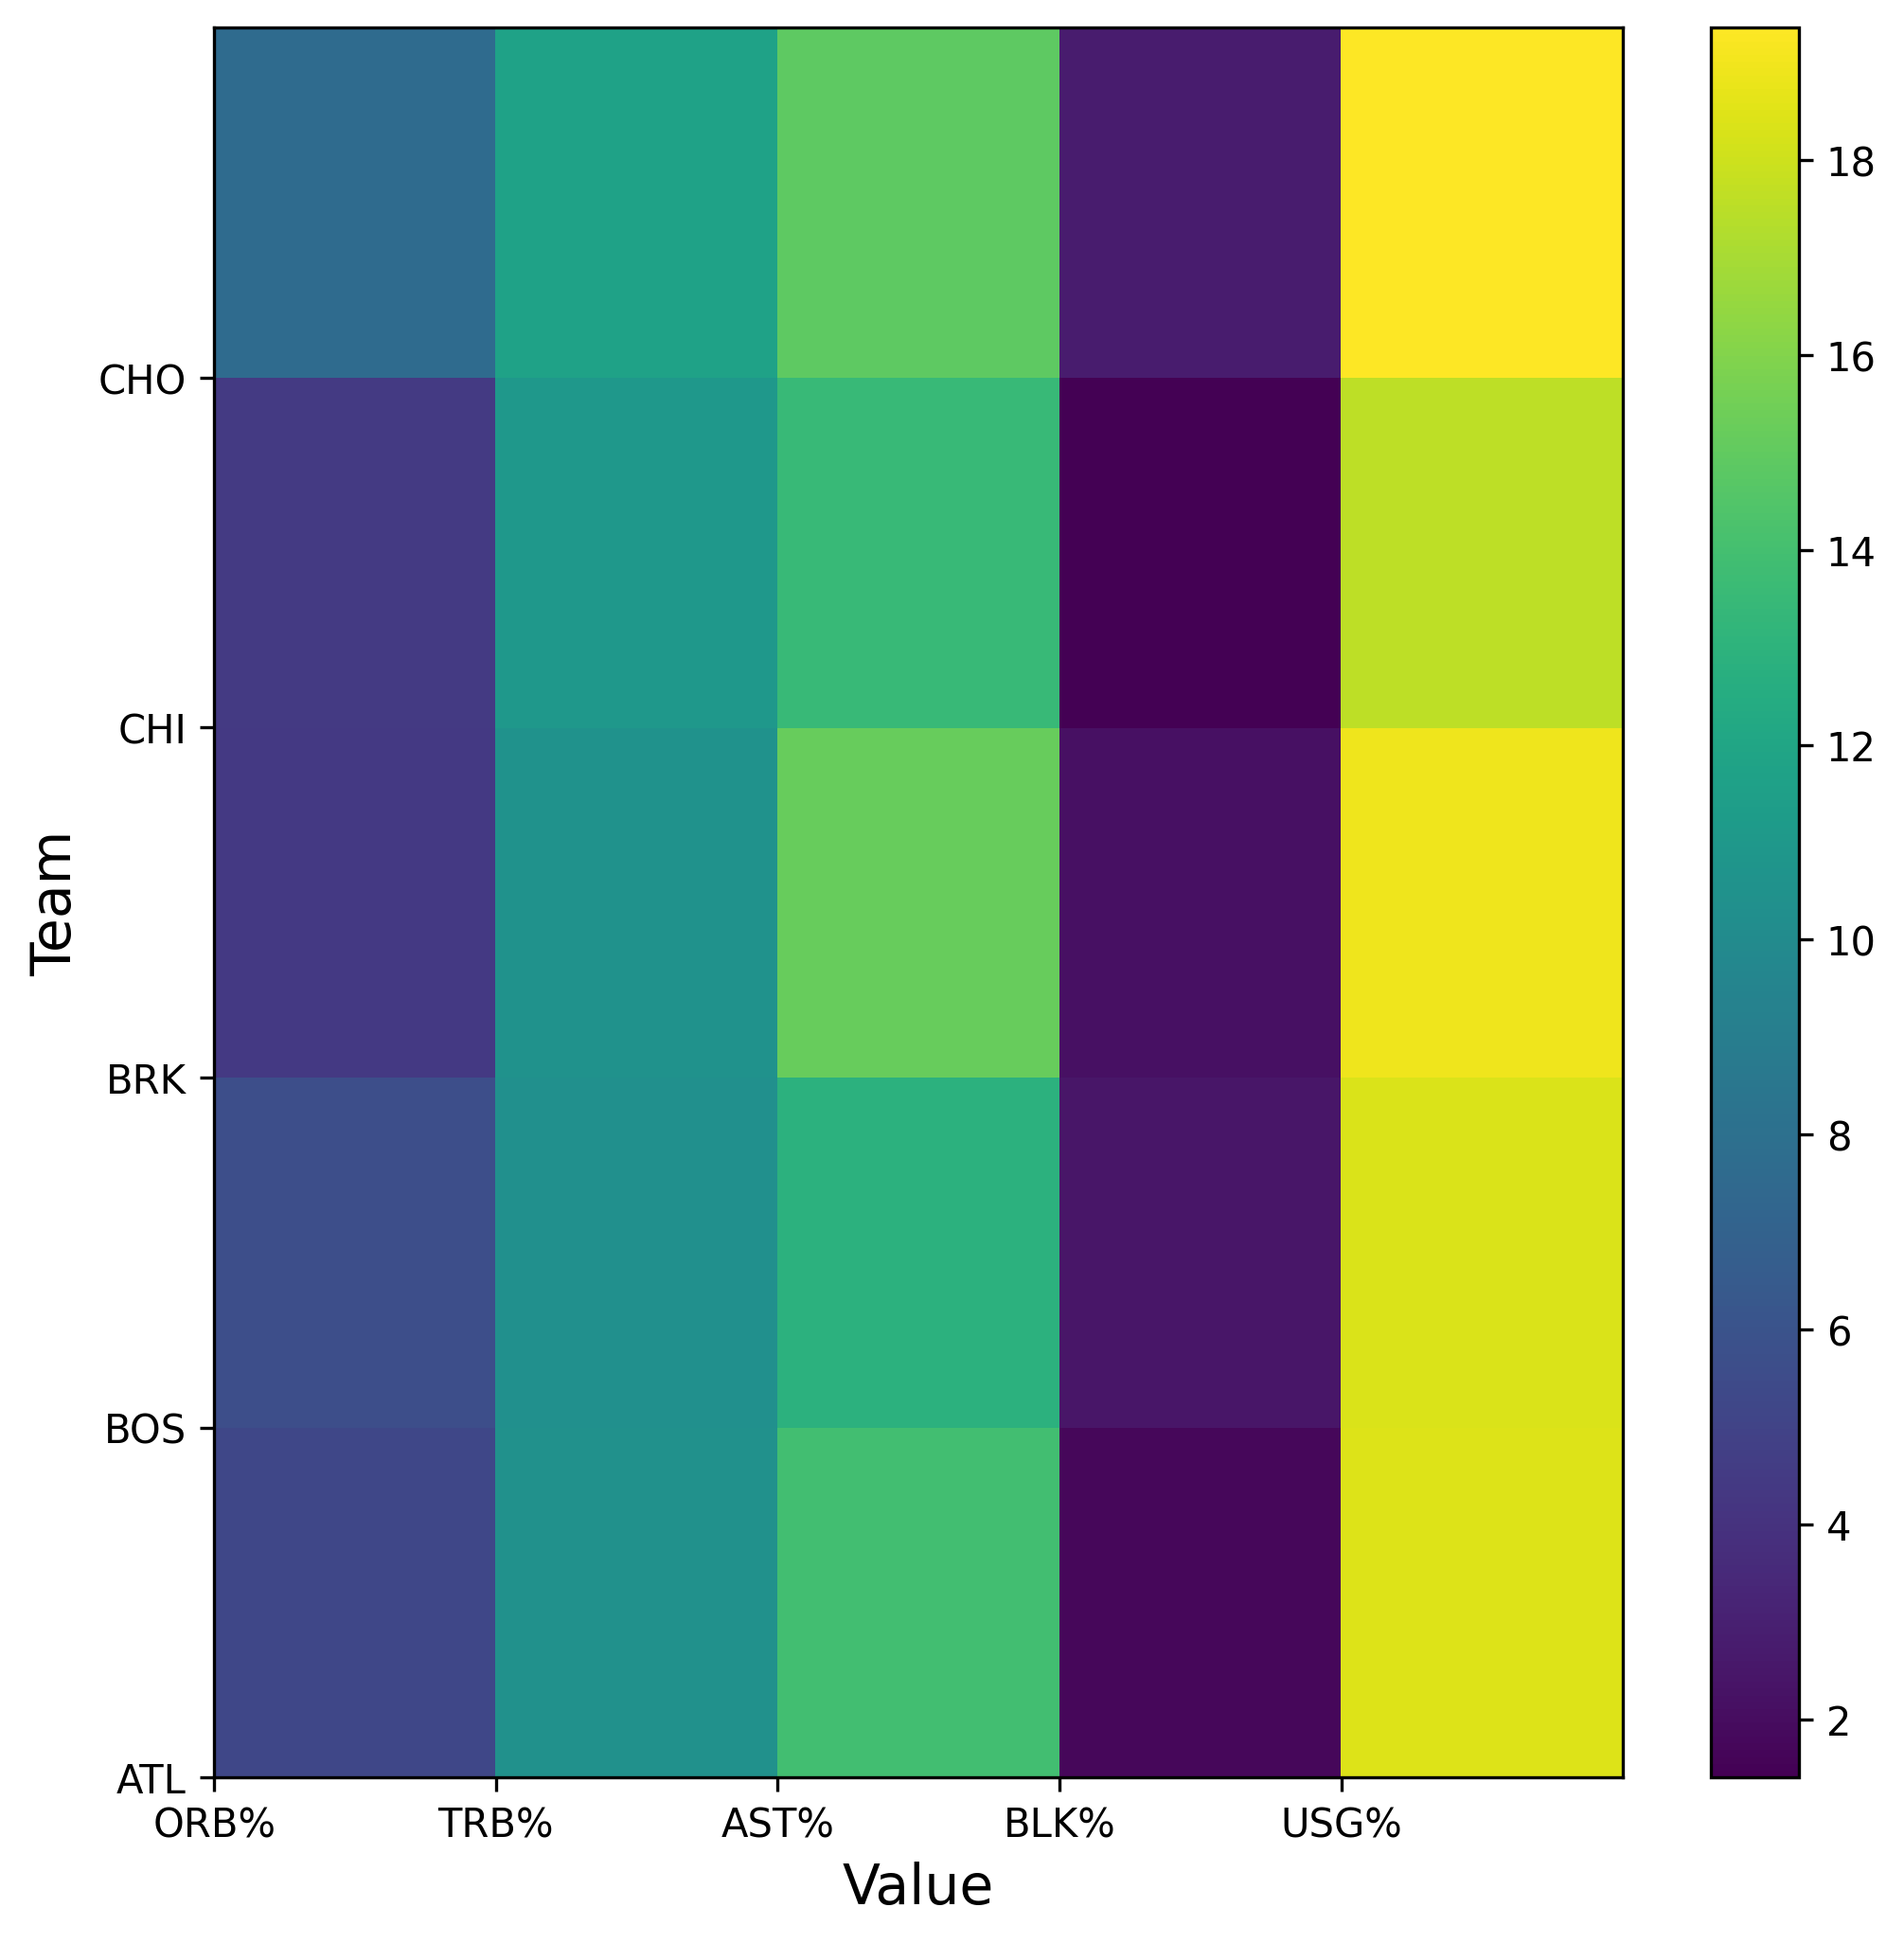 Team
CHO
CHI
BRK
BOS
ATL
ORB% TRB% AST% BLK% USG%
Value
18
16
14
12
10
8
6
4
2